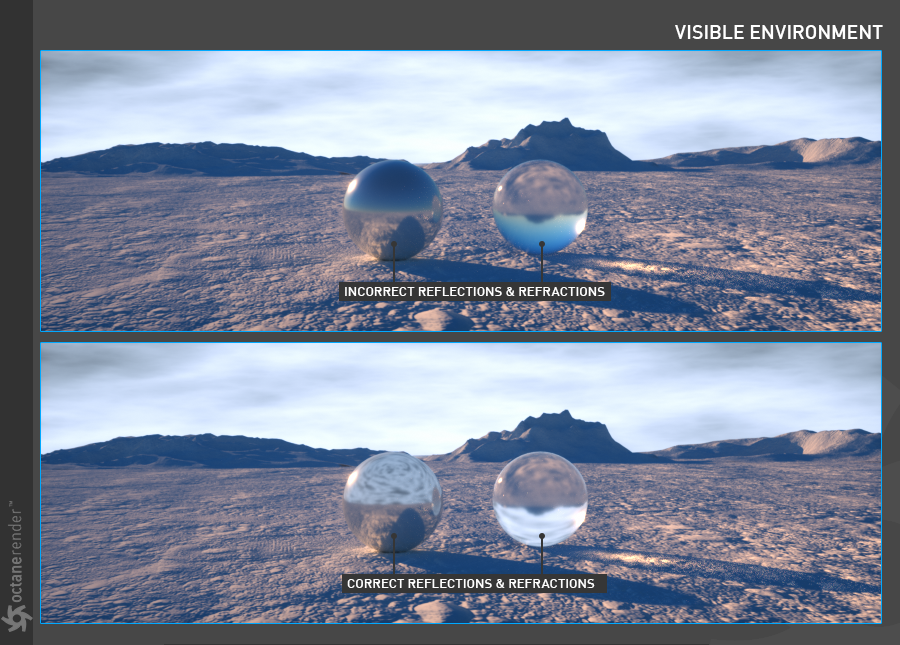 VISIBLE ENVIRONMENT
INCORRECT REFLECTIONS & REFRACTIONS
CORRECT REFLECTIONS & REFRACTIONS
octanerender™